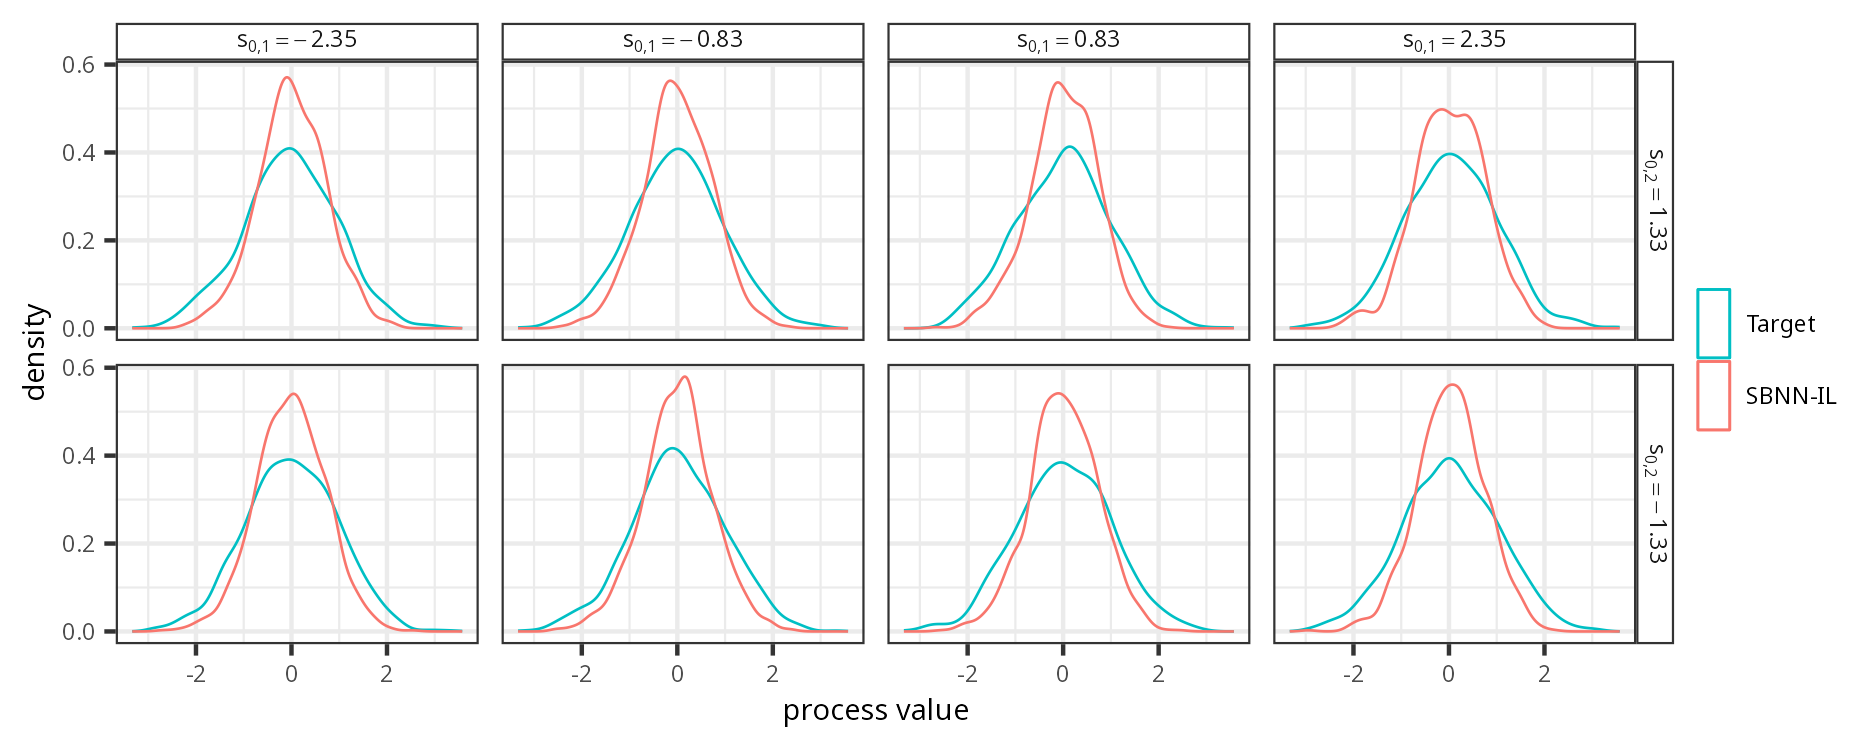 s0,1 = −2.35
s0,1 = −0.83
s0,1 = 0.83
s0,1 = 2.35
0.6
0.4
0.2
0.0
s0,2 = 1.33
0.6
0.4
0.2
0.0
s0,2 = −1.33
-2 0 2
-2 0 2
-2 0 2
-2 0 2
process value
density
Target
SBNN-IL